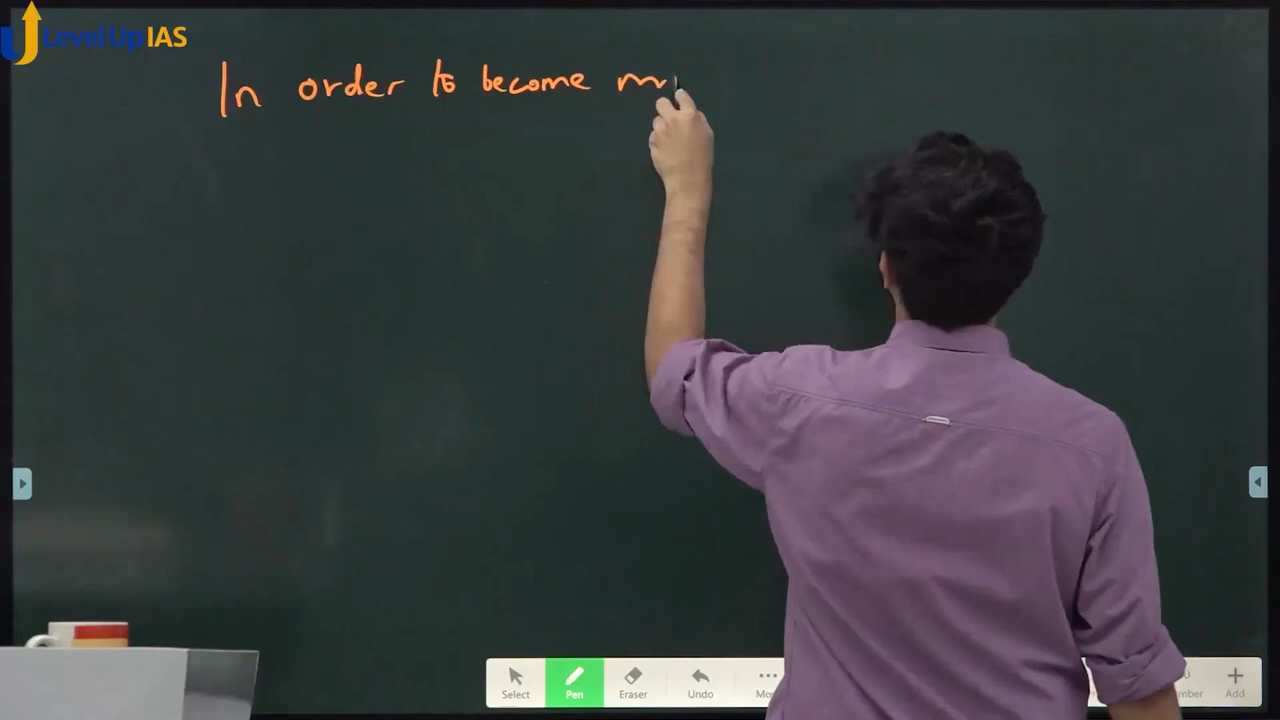 LevelUp IAS
In order to become m
Select
Pen
Eraser
Undo
Add